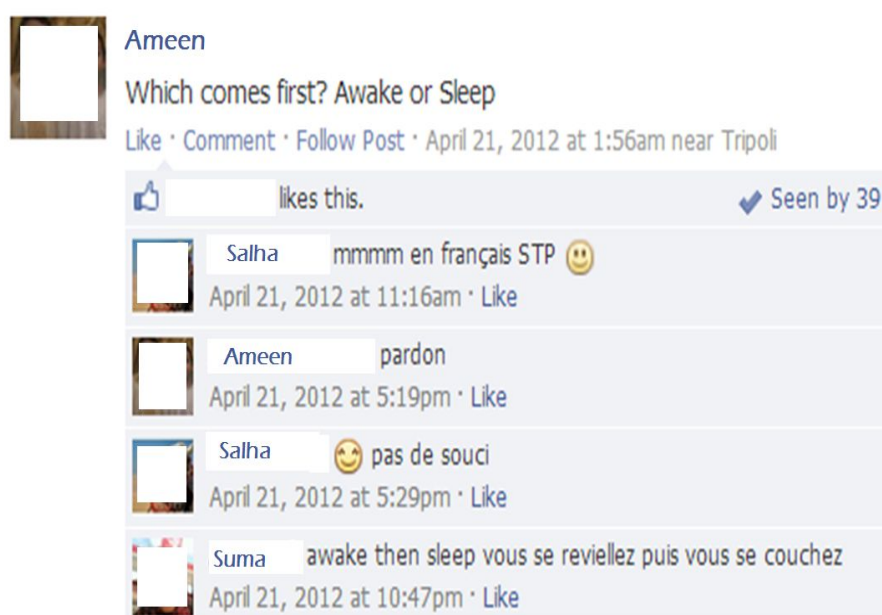 Ameen
Which comes first? Awake or Sleep
Like · Comment · Follow Post · April 21, 2012 at 1:56am near Tripoli
likes this. Seen by 39
Salha mmmm en français STP
April 21, 2012 at 11:16am · Like
Ameen pardon
April 21, 2012 at 5:19pm · Like
Salha pas de souci
April 21, 2012 at 5:29pm · Like
Suma awake then sleep vous se reviellez puis vous se couchez
April 21, 2012 at 10:47pm · Like